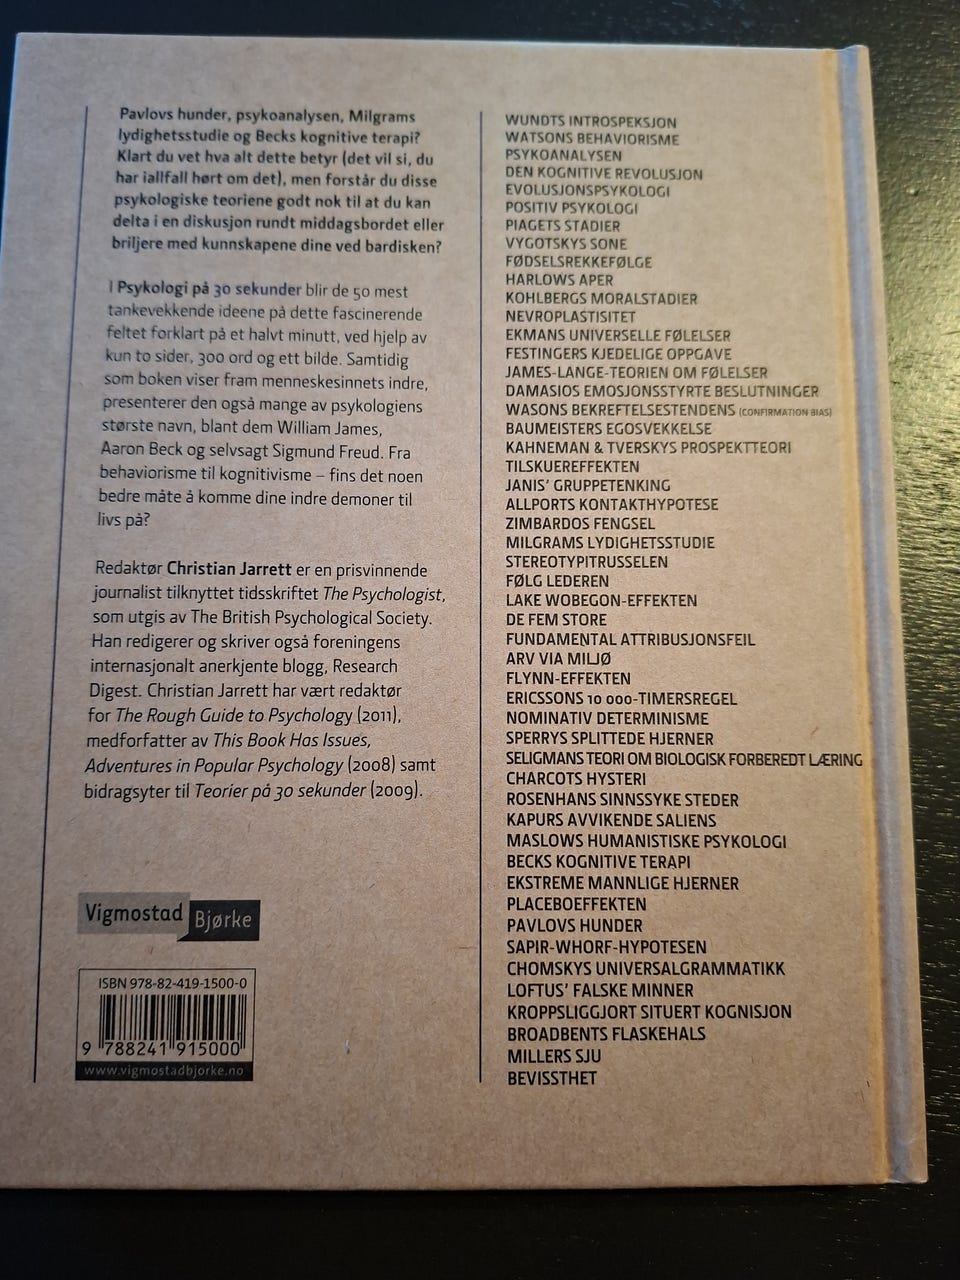 Pavlovs hunder, psykoanalysen, Milgrams
lydighetsstudie og Becks kognitive terapi?
Klart du vet hva alt dette betyr (det vil si, du
har iallfall hørt om det), men forstår du disse
psykologiske teoriene godt nok til at du kan
delta i en diskusjon rundt middagsbordet eller
briljere med kunnskapene dine ved bardisken?
I Psykologi på 30 sekunder blir de 50 mest
tankevekkende ideene på dette fascinerende
feltet forklart på et halvt minutt, ved hjelp av
kun to sider, 300 ord og ett bilde. Samtidig
som boken viser fram menneskesinnets indre,
presenterer den også mange av psykologiens
største navn, blant dem William James,
Aaron Beck og selvsagt Sigmund Freud. Fra
behaviorisme til kognitivisme – fins det noen
bedre måte å komme dine indre demoner til
livs på?
Redaktør Christian Jarrett er en prisvinnende
journalist tilknyttet tidsskriftet The Psychologist,
som utgis av The British Psychological Society.
Han redigerer og skriver også foreningens
internasjonalt anerkjente blogg, Research
Digest. Christian Jarrett har vært redaktør
for The Rough Guide to Psychology (2011),
medforfatter av This Book Has Issues,
Adventures in Popular Psychology (2008) samt
bidragsyter til Teorier på 30 sekunder (2009).
Vigmostad
Bjørke
ISBN 978-82-419-1500-0
9 788241 915000
www.vigmostadbjorke.no
WUNDTS INTROSPEKSJON
WATSONS BEHAVIORISME
PSYKOANALYSEN
DEN KOGNITIVE REVOLUSJON
EVOLUSJONSPSYKOLOGI
POSITIV PSYKOLOGI
PIAGETS STADIER
VYGOTSKYS SONE
FØDSELSREKKEFØLGE
HARLOWS APER
KOHLBERGS MORALSTADIER
NEVROPLASTISITET
EKMANS UNIVERSELLE FØLELSER
FESTINGERS KJEDELIGE OPPGAVE
JAMES-LANGE-TEORIEN OM FØLELSER
DAMASIOS EMOSJONSSTYRTE BESLUTNINGER
WASONS BEKREFTELSESTENDENS (CONFIRMATION BIAS)
BAUMEISTERS EGOSVEKKELSE
KAHNEMAN & TVERSKYS PROSPEKTTEORI
TILSKUEREFFEKTEN
JANIS' GRUPPETENKING
ALLPORTS KONTAKTHYPOTESE
ZIMBARDOS FENGSEL
MILGRAMS LYDIGHETSSTUDIE
STEREOTYPITRUSSELEN
FØLG LEDEREN
LAKE WOBEGON-EFFEKTEN
DE FEM STORE
FUNDAMENTAL ATTRIBUSJONSFEIL
ARV VIA MILJØ
FLYNN-EFFEKTEN
ERICSSONS 10 000-TIMERSREGEL
NOMINATIV DETERMINISME
SPERRYS SPLITTEDE HJERNER
SELIGMANS TEORI OM BIOLOGISK FORBEREDT LÆRING
CHARCOTS HYSTERI
ROSENHANS SINNSSYKE STEDER
KAPURS AVVIKENDE SALIENS
MASLOWS HUMANISTISKE PSYKOLOGI
BECKS KOGNITIVE TERAPI
EKSTREME MANNLIGE HJERNER
PLACEBOEFFEKTEN
PAVLOVS HUNDER
SAPIR-WHORF-HYPOTESEN
CHOMSKYS UNIVERSALGRAMMATIKK
LOFTUS' FALSKE MINNER
KROPPSLIGGJORT SITUERT KOGNISJON
BROADBENTS FLASKEHALS
MILLERS SJU
BEVISSTHET